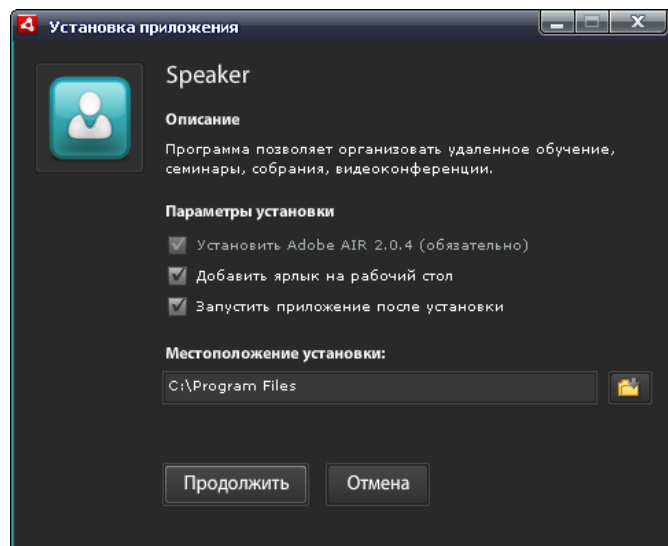 Установка приложения
Speaker
Описание
Программа позволяет организовать удаленное обучение,
семинары, собрания, видеоконференции.
Параметры установки
Установить Adobe AIR 2.0.4 (обязательно)
Добавить ярлык на рабочий стол
Запустить приложение после установки
Местоположение установки:
C:\Program Files
Продолжить Отмена